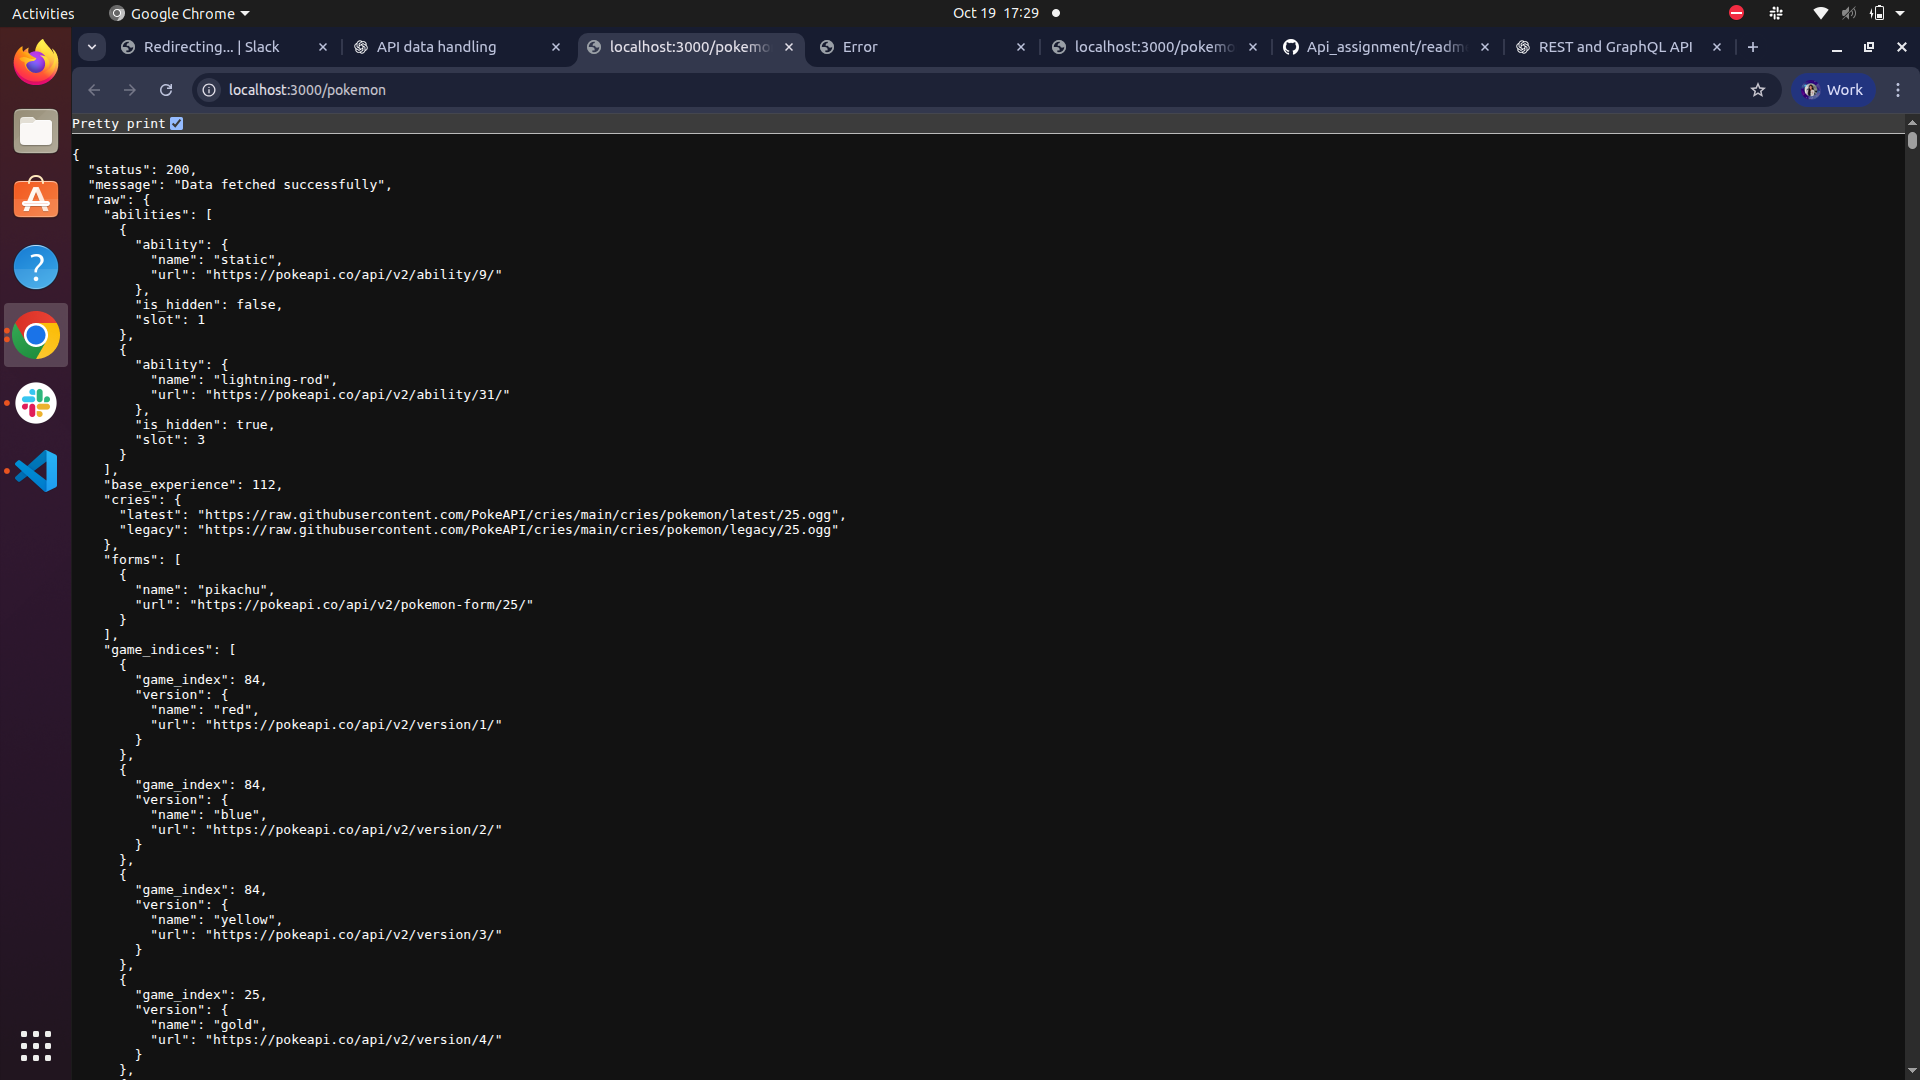 Activities
Google Chrome
Oct 19 17:29
Redirecting... | Slack
API data handling
localhost:3000/pokemo
Error
localhost:3000/pokemo
Api_assignment/readm
REST and GraphQL API
localhost:3000/pokemon
Work
Pretty print
{
  "status": 200,
  "message": "Data fetched successfully",
  "raw": {
    "abilities": [
      {
        "ability": {
          "name": "static",
          "url": "https://pokeapi.co/api/v2/ability/9/"
        },
        "is_hidden": false,
        "slot": 1
      },
      {
        "ability": {
          "name": "lightning-rod",
          "url": "https://pokeapi.co/api/v2/ability/31/"
        },
        "is_hidden": true,
        "slot": 3
      }
    ],
    "base_experience": 112,
    "cries": {
      "latest": "https://raw.githubusercontent.com/PokeAPI/cries/main/cries/pokemon/latest/25.ogg",
      "legacy": "https://raw.githubusercontent.com/PokeAPI/cries/main/cries/pokemon/legacy/25.ogg"
    },
    "forms": [
      {
        "name": "pikachu",
        "url": "https://pokeapi.co/api/v2/pokemon-form/25/"
      }
    ],
    "game_indices": [
      {
        "game_index": 84,
        "version": {
          "name": "red",
          "url": "https://pokeapi.co/api/v2/version/1/"
        }
      },
      {
        "game_index": 84,
        "version": {
          "name": "blue",
          "url": "https://pokeapi.co/api/v2/version/2/"
        }
      },
      {
        "game_index": 84,
        "version": {
          "name": "yellow",
          "url": "https://pokeapi.co/api/v2/version/3/"
        }
      },
      {
        "game_index": 25,
        "version": {
          "name": "gold",
          "url": "https://pokeapi.co/api/v2/version/4/"
        }
      },